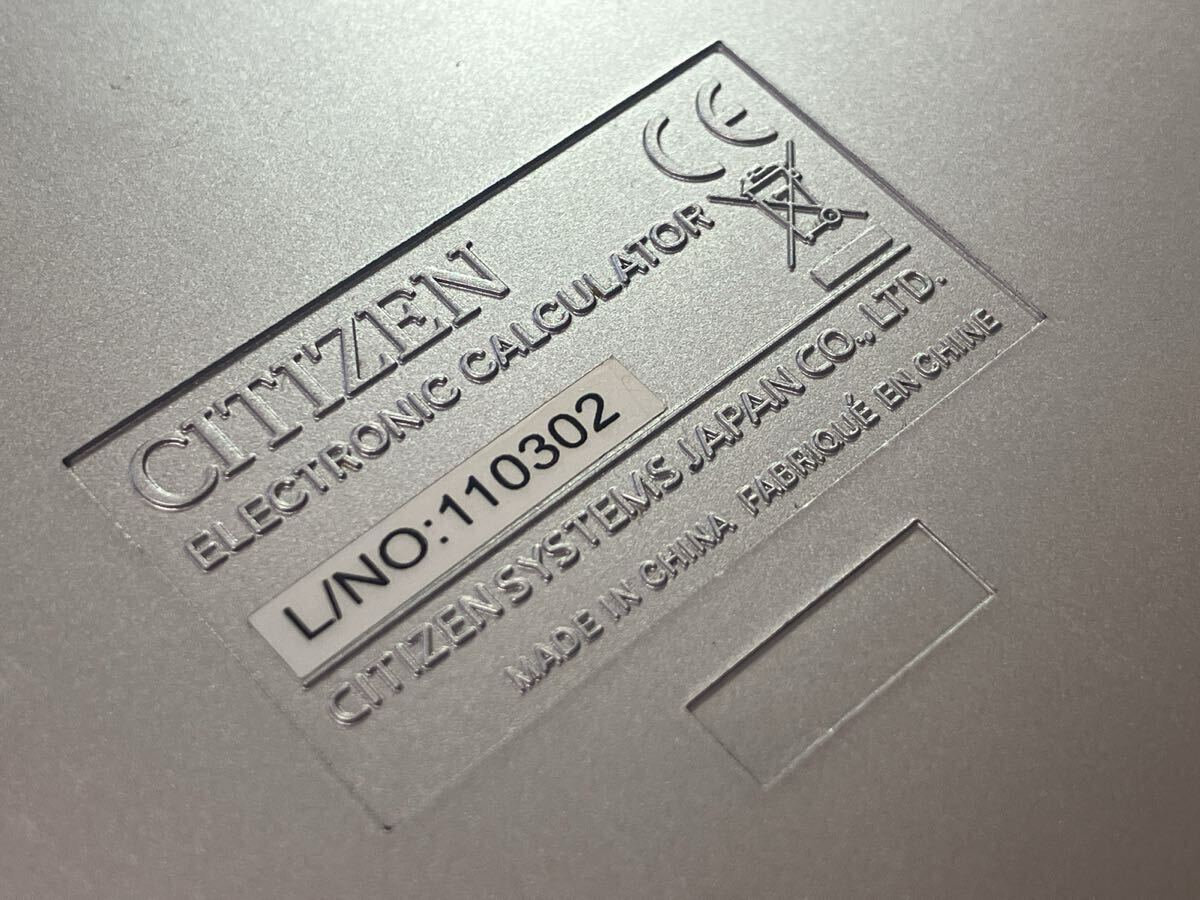 CE
CITIZEN
ELECTRONIC CALCULATOR
L/NO:110302
CITIZEN SYSTEMS JAPAN CO., LTD.
MADE IN CHINA FABRIQUÉ EN CHINE